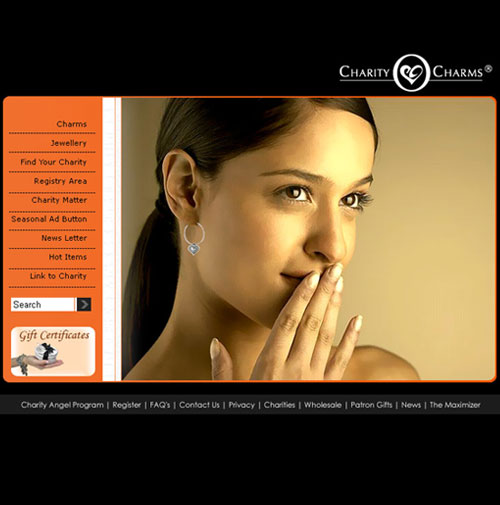 CHARITY CHARMS®
Charms
Jewellery
Find Your Charity
Registry Area
Charity Matter
Seasonal Ad Button
News Letter
Hot Items
Link to Charity
Search
Gift Certificates
Charity Angel Program | Register | FAQ's | Contact Us | Privacy | Charities | Wholesale | Patron Gifts | News | The Maximizer